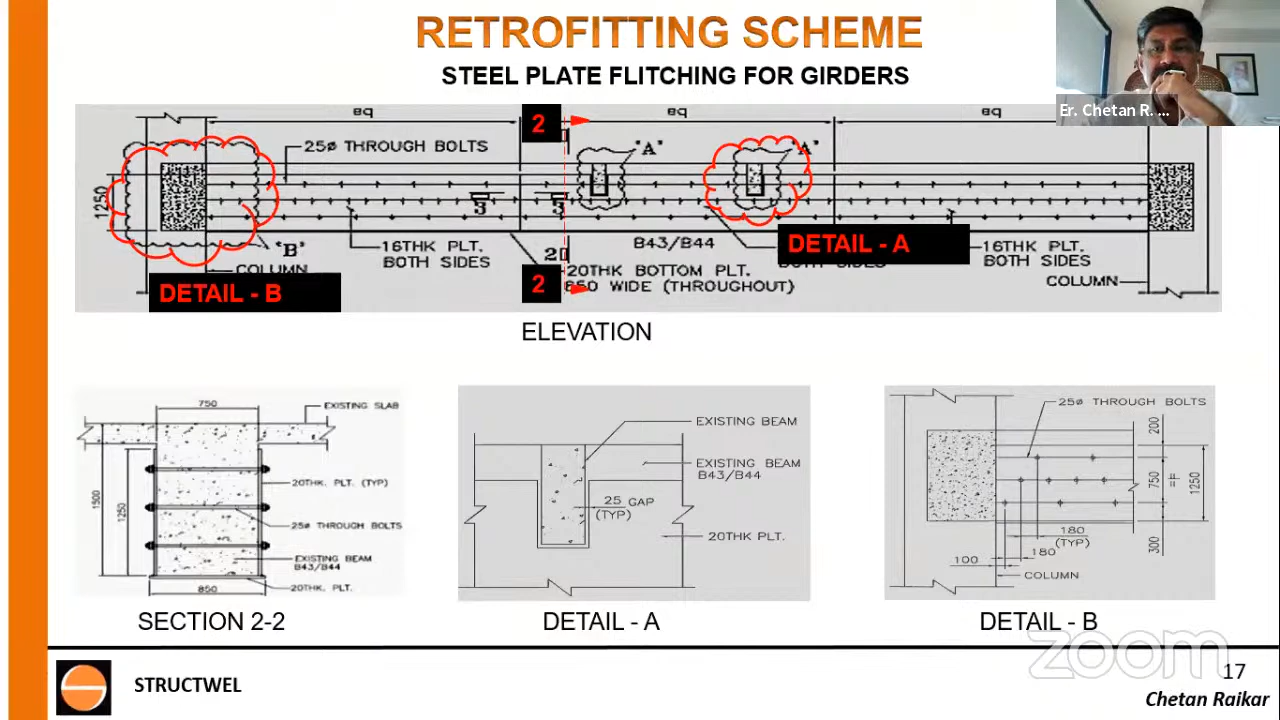 RETROFITTING SCHEME
STEEL PLATE FLITCHING FOR GIRDERS
Er. Chetan R. ...
eq
2
eq
eq
25ø THROUGH BOLTS
"A"
"A"
1250
3
3
"B"
16THK PLT.
BOTH SIDES
B43/B44
DETAIL - A
BOTH SIDES
16THK PLT.
BOTH SIDES
COLUMN
DETAIL - B
2
20THK BOTTOM PLT.
850 WIDE (THROUGHOUT)
COLUMN
ELEVATION
750
EXISTING SLAB
1500
1250
20THK. PLT. (TYP)
25ø THROUGH BOLTS
EXISTING BEAM
B43/B44
850
20THK. PLT.
SECTION 2-2
EXISTING BEAM
EXISTING BEAM
B43/B44
25 GAP
(TYP)
20THK PLT.
DETAIL - A
25ø THROUGH BOLTS
200
750
1250
300
180
(TYP)
180
100
COLUMN
DETAIL - B
zoom
17
STRUCTWEL
Chetan Raikar